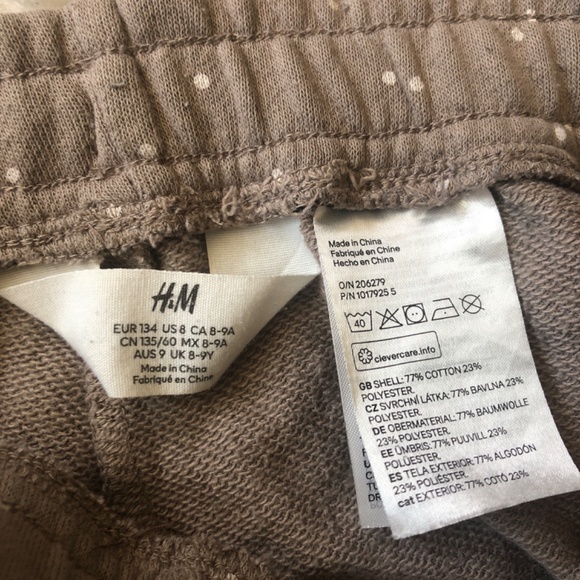 H&M
EUR 134 US 8 CA 8-9A
CN 135/60 MX 8-9A
AUS 9 UK 8-9Y
Made in China
Fabriqué en Chine
Made in China
Fabriqué en Chine
Hecho en China
O/N 206279
P/N 1017925 5
40
clevercare.info
GB SHELL: 77% COTTON 23%
POLYESTER.
CZ SVRCHNÍ LÁTKA: 77% BAVLNA 23%
POLYESTER.
DE OBERMATERIAL: 77% BAUMWOLLE
23% POLYESTER.
EE ÜMBRIS: 77% PUUVILL 23%
POLÜESTER.
ES TELA EXTERIOR: 77% ALGODÓN
23% POLIÉSTER.
cat EXTERIOR: 77% COTÓ 23%